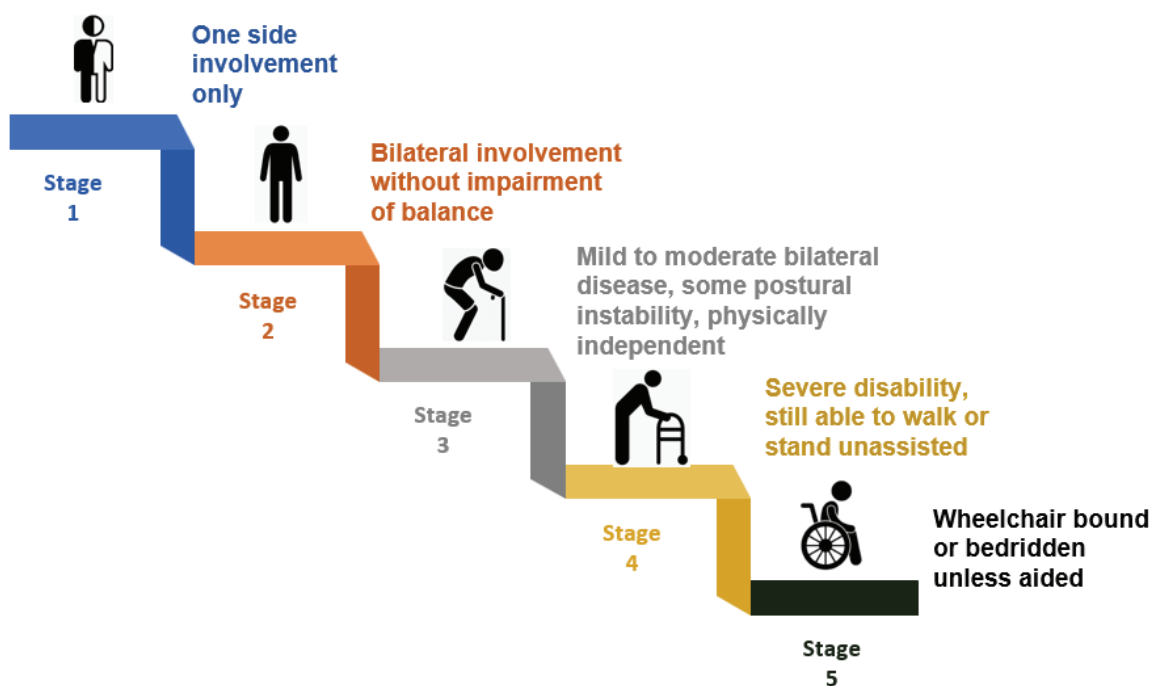 One side
involvement
only
Stage
1
Bilateral involvement
without impairment
of balance
Stage
2
Mild to moderate bilateral
disease, some postural
instability, physically
independent
Stage
3
Severe disability,
still able to walk or
stand unassisted
Stage
4
Wheelchair bound
or bedridden
unless aided
Stage
5